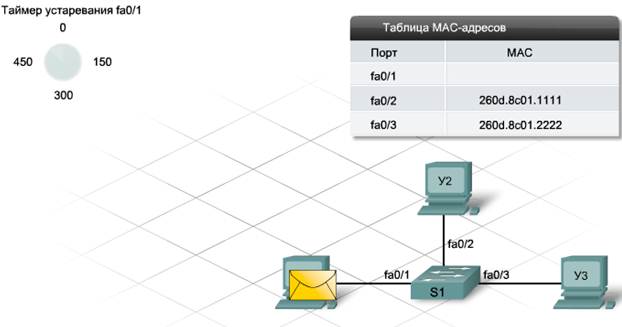 Таймер устаревания fa0/1
0
450
150
300
Таблица MAC-адресов
Порт MAC
fa0/1
fa0/2 260d.8c01.1111
fa0/3 260d.8c01.2222
У2
fa0/2
fa0/1
fa0/3
S1
У3